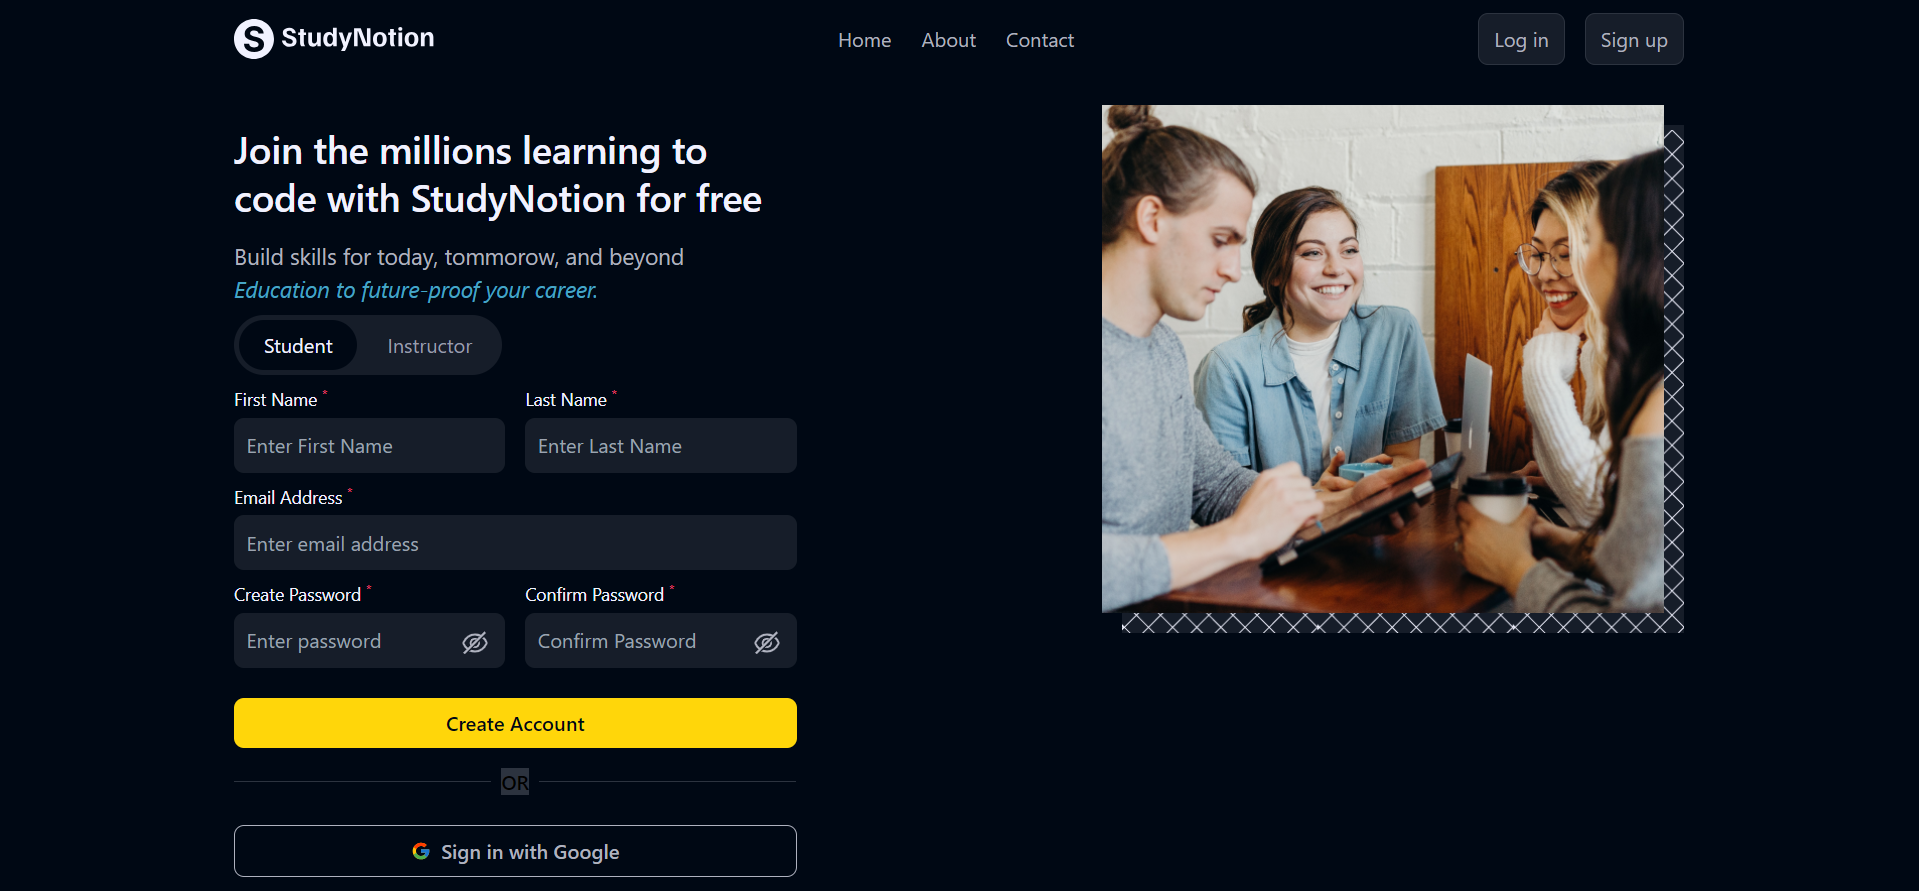 StudyNotion
Home About Contact
Log in
Sign up
Join the millions learning to
code with StudyNotion for free
Build skills for today, tommorow, and beyond
Education to future-proof your career.
Student
Instructor
First Name *
Last Name *
Enter First Name
Enter Last Name
Email Address *
Enter email address
Create Password *
Confirm Password *
Enter password
Confirm Password
Create Account
OR
Sign in with Google